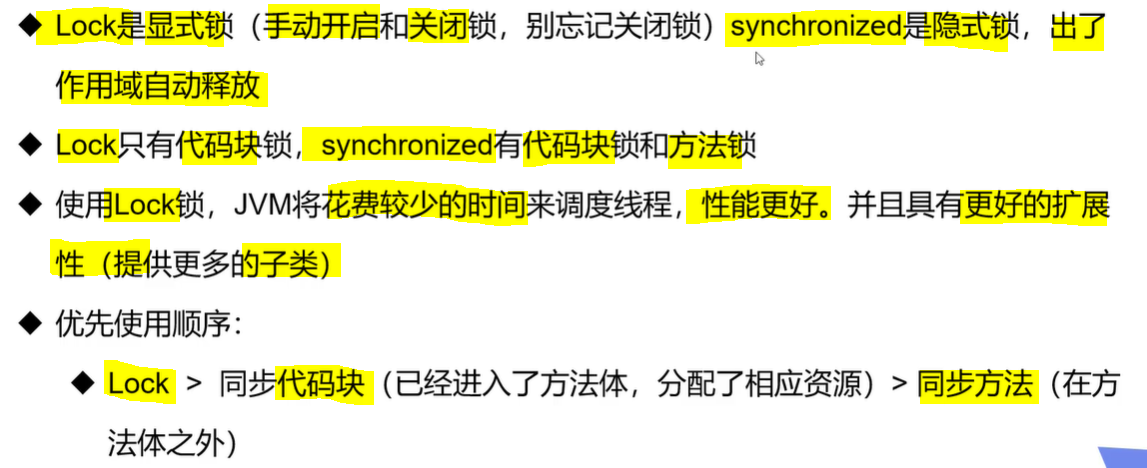 ◆ Lock是显式锁（手动开启和关闭锁，别忘记关闭锁）synchronized是隐式锁，出了
作用域自动释放
◆ Lock只有代码块锁，synchronized有代码块锁和方法锁
◆ 使用Lock锁，JVM将花费较少的时间来调度线程，性能更好。并且具有更好的扩展
性（提供更多的子类）
◆ 优先使用顺序：
◆ Lock > 同步代码块（已经进入了方法体，分配了相应资源）> 同步方法（在方
法体之外）